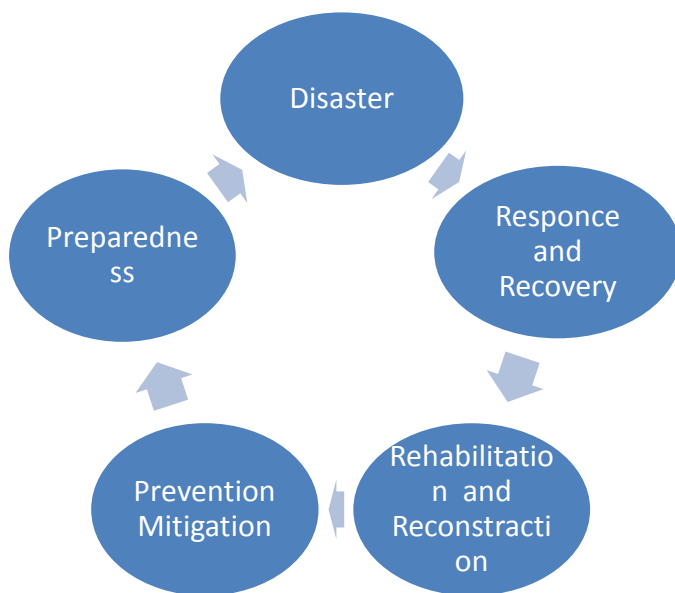 Disaster
Responce
and
Recovery
Rehabilitatio
n and
Reconstracti
on
Prevention
Mitigation
Preparedne
ss